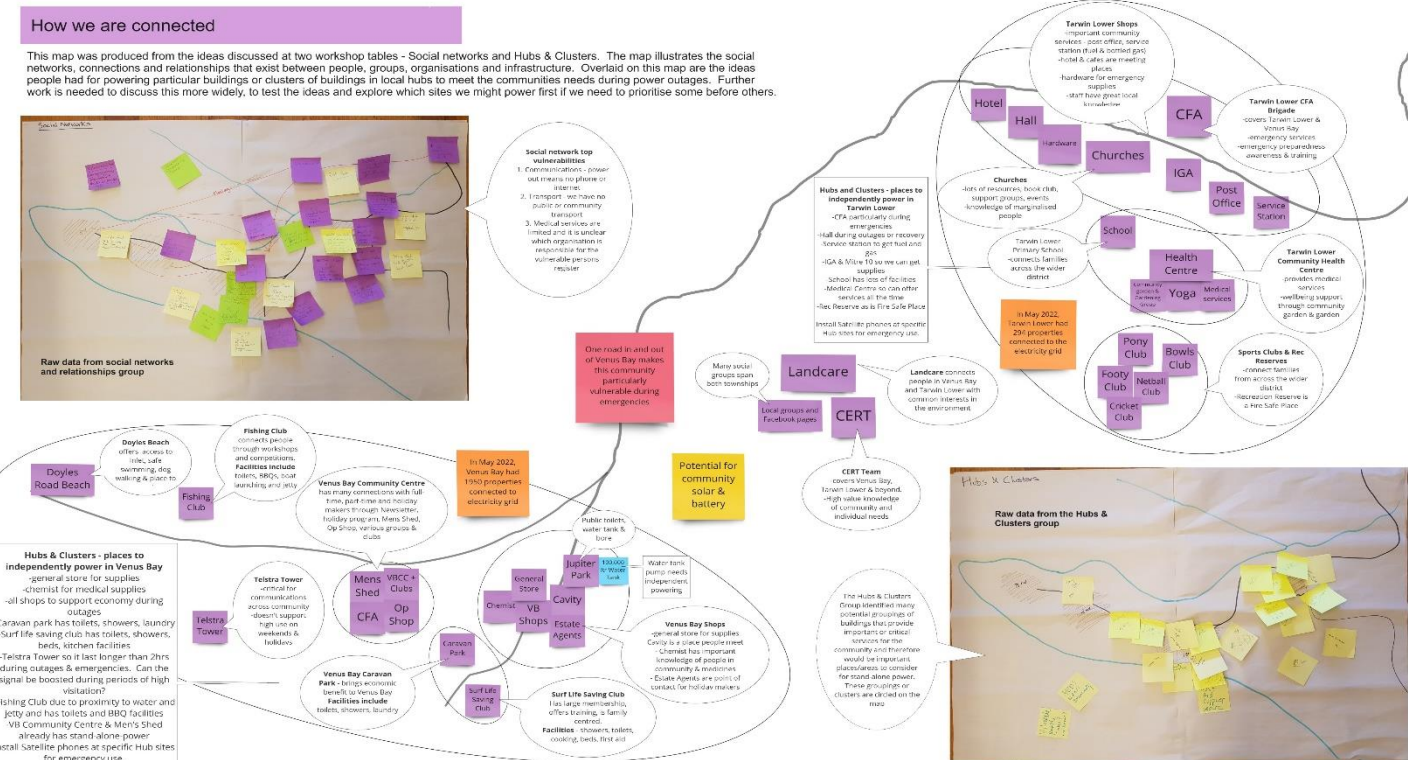 How we are connected
This map was produced from the ideas discussed at two workshop tables - Social networks and Hubs & Clusters.  The map illustrates the social
networks, connections and relationships that exist between people, groups, organisations and infrastructure.  Overlaid on this map are the ideas
people had for powering particular buildings or clusters of buildings in local hubs to meet the communities needs during power outages.  Further
work is needed to discuss this more widely, to test the ideas and explore which sites we might power first if we need to prioritise some before others.
Social Networks
Raw data from social networks
and relationships group
Social network top
vulnerabilities
1. Communications - power
out means no phone or
internet
2. Transport - we have no
public or community
transport
3. Medical services are
limited and it is unclear
which organisation is
responsible for the
vulnerable persons
register
Tarwin Lower Shops
-important community
services - post office, service
station (fuel & bottled gas)
-hotel & cafes are meeting
places
-hardware for emergency
supplies
-staff have great local
knowledge
Hotel
Hall
Hardware
Churches
CFA
IGA
Post
Office
Service
Station
Tarwin Lower CFA
Brigade
-covers Tarwin Lower &
Venus Bay
-emergency services
-emergency preparedness
awareness & training
Churches
-lots of resources, book club,
support groups, events
-knowledge of marginalised
people
Hubs and Clusters - places to
independently power in
Tarwin Lower
-CFA particularly during
emergencies
-Hall during outages or recovery
-Service station to get fuel and
gas
-IGA & Mitre 10 so we can get
supplies
School has lots of facilities
-Medical Centre so can offer
services all the time
-Rec Reserve as is Fire Safe Place
Install Satellite phones at specific
Hub sites for emergency use.
Tarwin Lower
Primary School
-connects families
across the wider
district
School
Health
Centre
Community
garden &
Gardening
Group
Yoga
Medical
services
Tarwin Lower
Community Health
Centre
-provides medical
services
-wellbeing support
through community
garden & garden
In May 2022,
Tarwin Lower had
294 properties
connected to the
electricity grid
Pony
Club
Bowls
Club
Footy
Club
Netball
Club
Cricket
Club
Sports Clubs & Rec
Reserves
-connect families
from across the wider
district
-Recreation Reserve is
a Fire Safe Place
One road in and out
of Venus Bay makes
this community
particularly
vulnerable during
emergencies
Many social
groups span
both townships
Landcare
Local groups and
Facebook pages
CERT
Landcare connects
people in Venus Bay
and Tarwin Lower with
common interests in
the environment
CERT Team
covers Venus Bay,
Tarwin Lower & beyond.
-High value knowledge
of community and
individual needs
Potential for
community
solar &
battery
In May 2022,
Venus Bay had
1950 properties
connected to
electricity grid
Doyles
Road Beach
Doyles Beach
offers  access to
inlet, safe
swimming, dog
walking & place to
Fishing
Club
Fishing Club
connects people
through workshops
and competitions.
Facilities include
toilets, BBQs, boat
launching and jetty
Venus Bay Community Centre
has many connections with full-
time, part-time and holiday
makers through Newsletter,
holiday program, Mens Shed,
Op Shop, various groups &
clubs
Hubs & Clusters - places to
independently power in Venus Bay
-general store for supplies
-chemist for medical supplies
-all shops to support economy during
outages
Caravan park has toilets, showers, laundry
Surf life saving club has toilets, showers,
beds, kitchen facilities
-Telstra Tower so it last longer than 2hrs
during outages & emergencies.  Can the
signal be boosted during periods of high
visitation?
Fishing Club due to proximity to water and
jetty and has toilets and BBQ facilities
VB Community Centre & Men's Shed
already has stand-alone power
Install Satellite phones at specific Hub sites
for emergency use
Telstra
Tower
Telstra Tower
-critical for
communications
across community
-doesn't support
high use on
weekends &
holidays
Mens
Shed
VBCC +
Clubs
CFA
Op
Shop
Public toilets,
water tank &
bore
Jupiter
Park
Water tank
pump needs
independent
powering
General
Store
Chemist
VB
Shops
Cavity
Estate
Agents
Venus Bay Shops
-general store for supplies
Cavity is a place people meet
- Chemist has important
knowledge of people in
community & medicines
- Estate Agents are point of
contact for holiday makers
Caravan
Park
Venus Bay Caravan
Park - brings economic
benefit to Venus Bay
Facilities include
toilets, showers, laundry
Surf Life
Saving
Club
Surf Life Saving Club
Has large membership,
offers training, is family
centred.
Facilities - showers, toilets,
cooking, beds, first aid
The Hubs & Clusters
Group identified many
potential groupings of
buildings that provide
important or critical
services for the
community and therefore
would be important
places/areas to consider
for stand-alone power.
These groupings or
clusters are circled on the
map
Hubs & Clusters
Raw data from the Hubs &
Clusters group